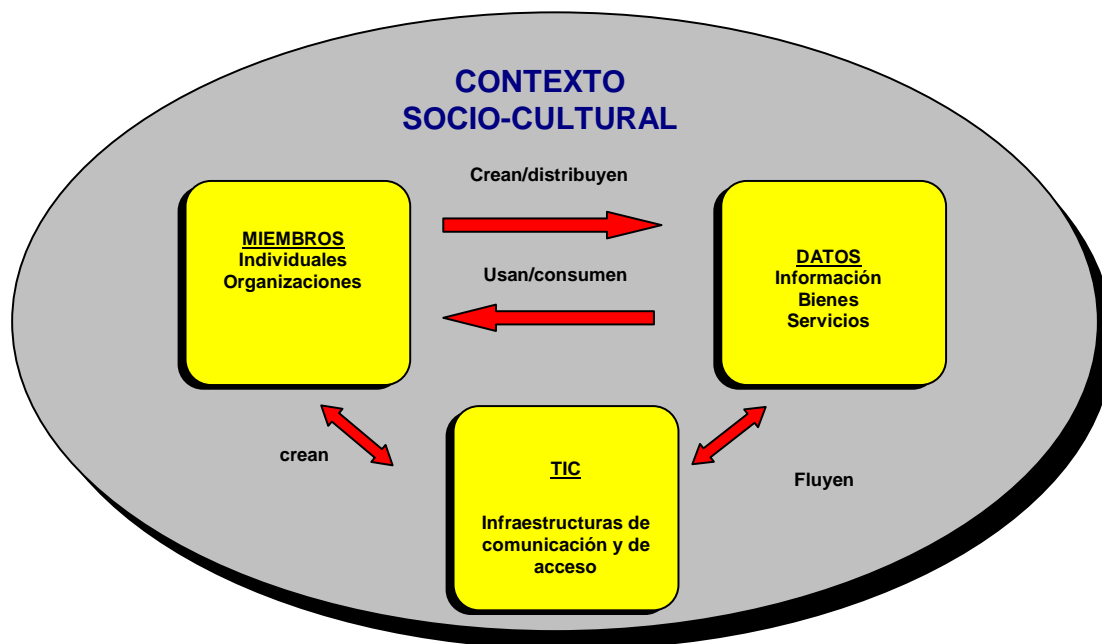 CONTEXTO
SOCIO-CULTURAL
Crean/distribuyen
MIEMBROS
Individuales
Organizaciones
Usan/consumen
DATOS
Información
Bienes
Servicios
crean
TIC
Fluyen
Infraestructuras de
comunicación y de
acceso